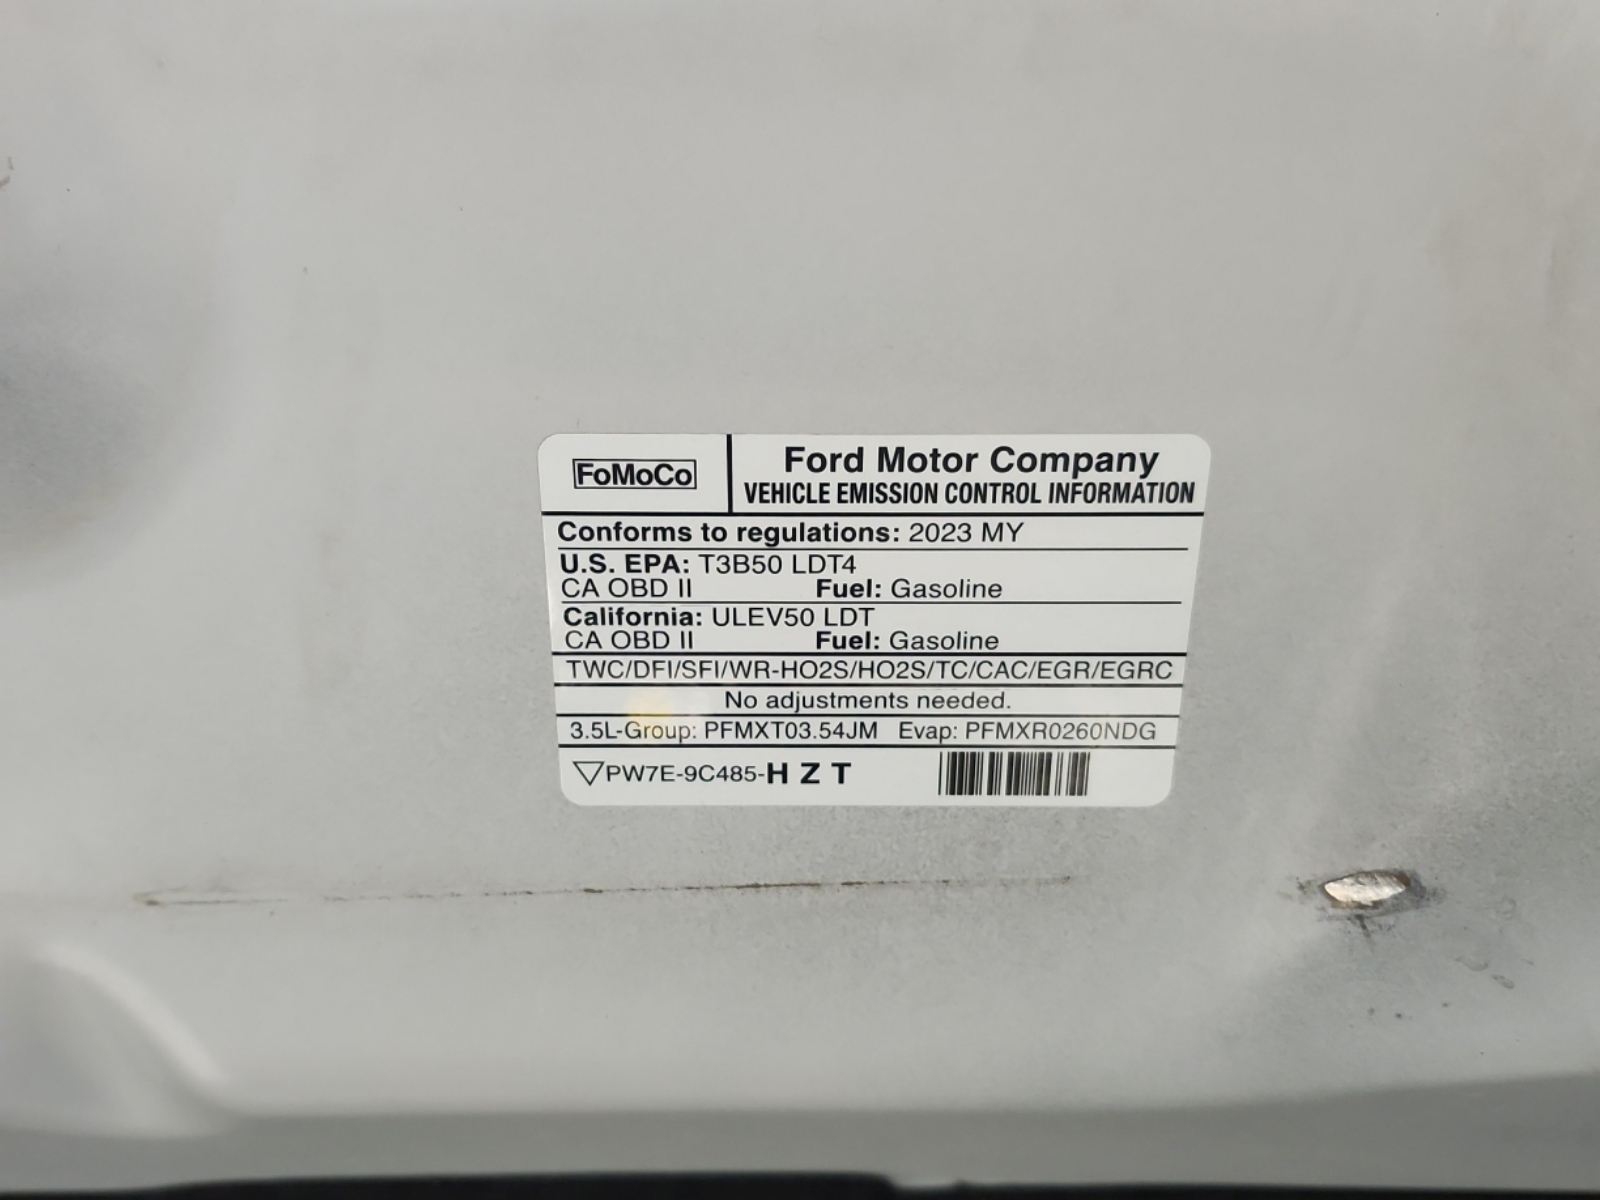 FoMoCo
Ford Motor Company
VEHICLE EMISSION CONTROL INFORMATION
Conforms to regulations: 2023 MY
U.S. EPA: T3B50 LDT4
CA OBD II Fuel: Gasoline
California: ULEV50 LDT
CA OBD II Fuel: Gasoline
TWC/DFI/SFI/WR-HO2S/HO2S/TC/CAC/EGR/EGRC
No adjustments needed.
3.5L-Group: PFMXT03.54JM Evap: PFMXR0260NDG
PW7E-9C485-H Z T